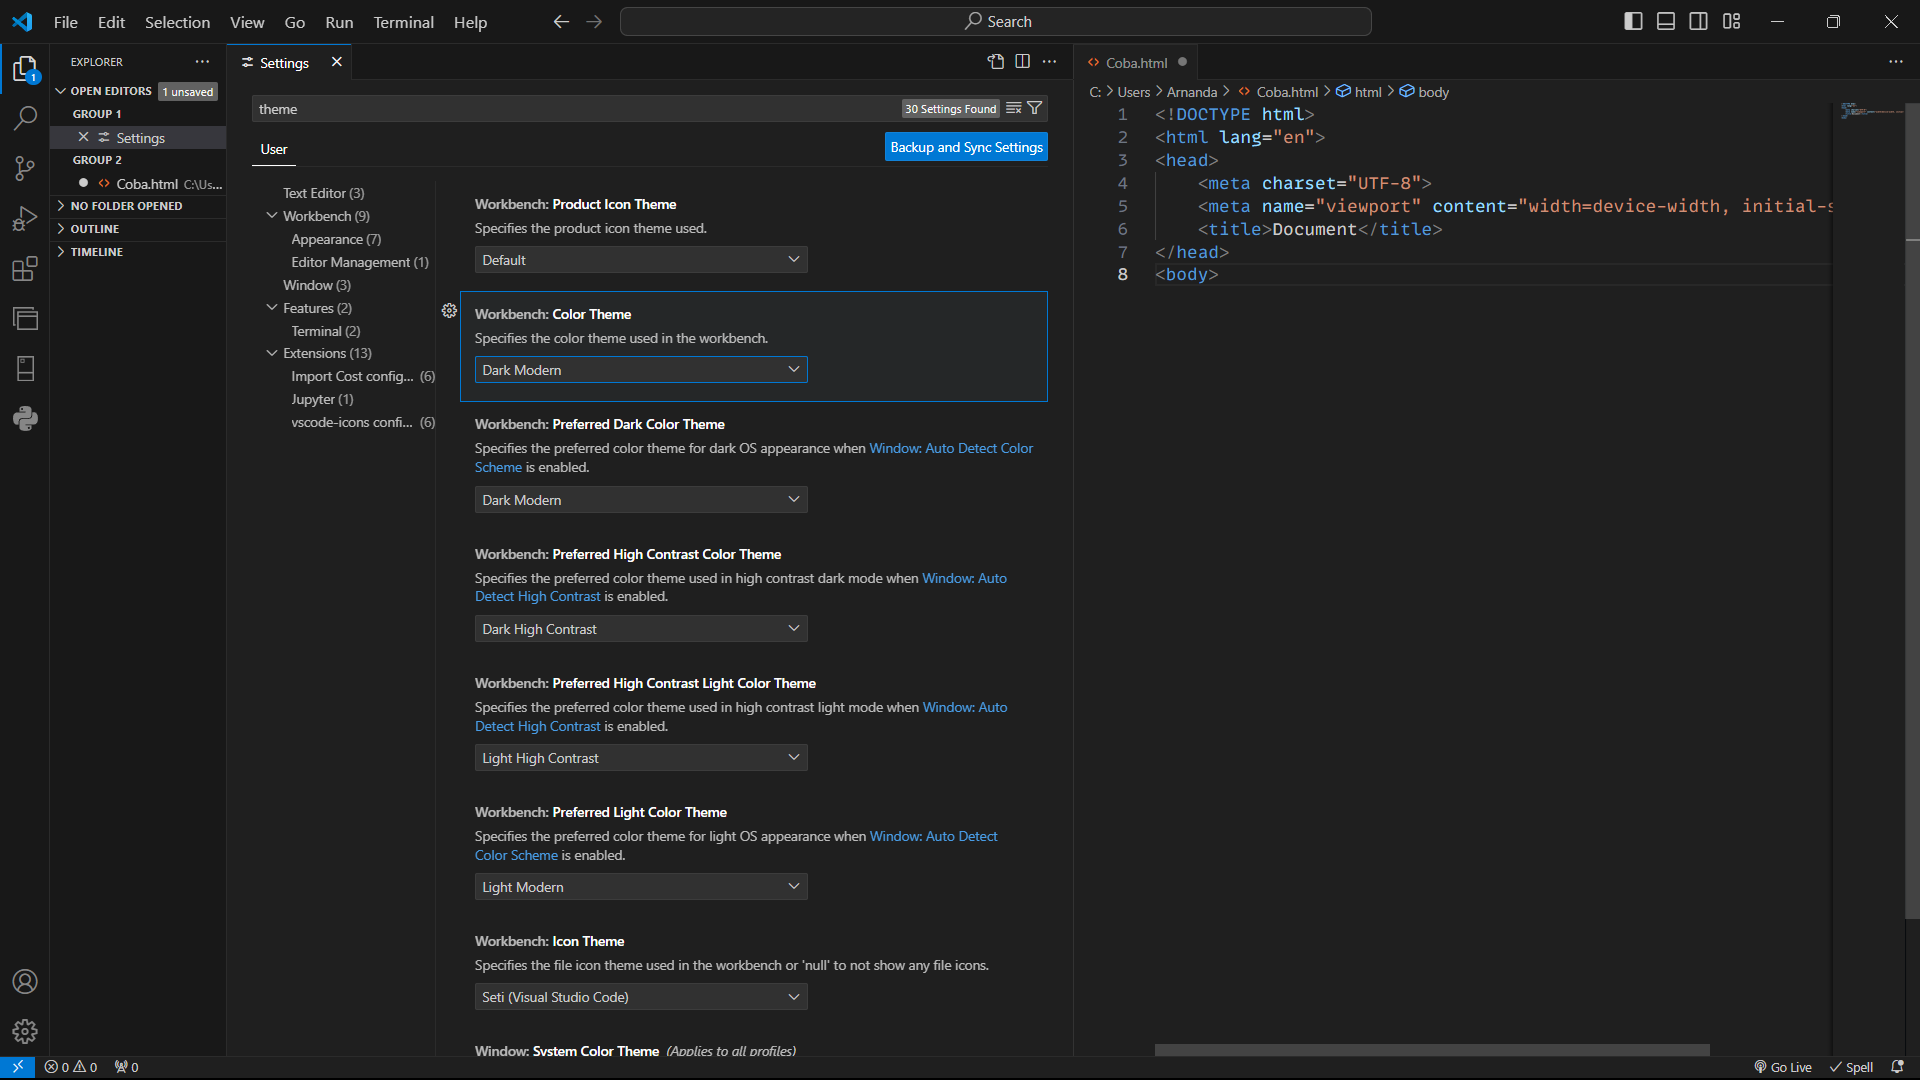 File Edit Selection View Go Run Terminal Help
Search
EXPLORER
1
OPEN EDITORS 1 unsaved
GROUP 1
Settings
GROUP 2
Coba.html C:\Us...
NO FOLDER OPENED
OUTLINE
TIMELINE
Settings
theme
30 Settings Found
User
Backup and Sync Settings
Text Editor (3)
Workbench (9)
Appearance (7)
Editor Management (1)
Window (3)
Features (2)
Terminal (2)
Extensions (13)
Import Cost config... (6)
Jupyter (1)
vscode-icons confi... (6)
Workbench: Product Icon Theme
Specifies the product icon theme used.
Default
Workbench: Color Theme
Specifies the color theme used in the workbench.
Dark Modern
Workbench: Preferred Dark Color Theme
Specifies the preferred color theme for dark OS appearance when Window: Auto Detect Color
Scheme is enabled.
Dark Modern
Workbench: Preferred High Contrast Color Theme
Specifies the preferred color theme used in high contrast dark mode when Window: Auto
Detect High Contrast is enabled.
Dark High Contrast
Workbench: Preferred High Contrast Light Color Theme
Specifies the preferred color theme used in high contrast light mode when Window: Auto
Detect High Contrast is enabled.
Light High Contrast
Workbench: Preferred Light Color Theme
Specifies the preferred color theme for light OS appearance when Window: Auto Detect
Color Scheme is enabled.
Light Modern
Workbench: Icon Theme
Specifies the file icon theme used in the workbench or 'null' to not show any file icons.
Seti (Visual Studio Code)
Window: System Color Theme (Applies to all profiles)
Coba.html
C: > Users > Arnanda > Coba.html > html > body
1 <!DOCTYPE html>
2 <html lang="en">
3 <head>
4 <meta charset="UTF-8">
5 <meta name="viewport" content="width=device-width, initial-s
6 <title>Document</title>
7 </head>
8 <body>
0 0 0
Go Live Spell